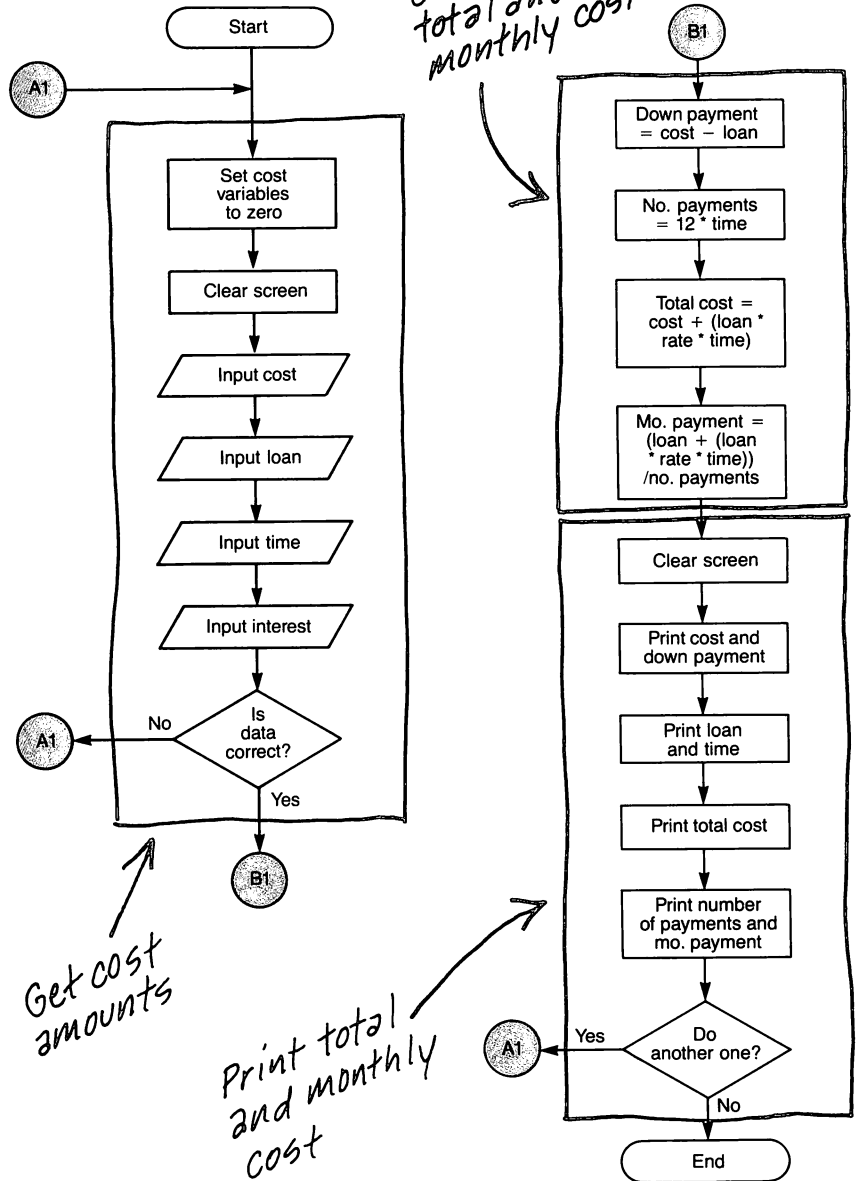 Start
A1
Set cost
variables
to zero
Clear screen
Input cost
Input loan
Input time
Input interest
Is
data
correct?
No
A1
Yes
B1
Get cost
amounts
total
monthly cost
B1
Down payment
= cost − loan
No. payments
= 12 * time
Total cost =
cost + (loan *
rate * time)
Mo. payment =
(loan + (loan
* rate * time))
/no. payments
Clear screen
Print cost and
down payment
Print loan
and time
Print total cost
Print number
of payments and
mo. payment
Do
another one?
Yes
A1
No
End
Print total
and monthly
cost